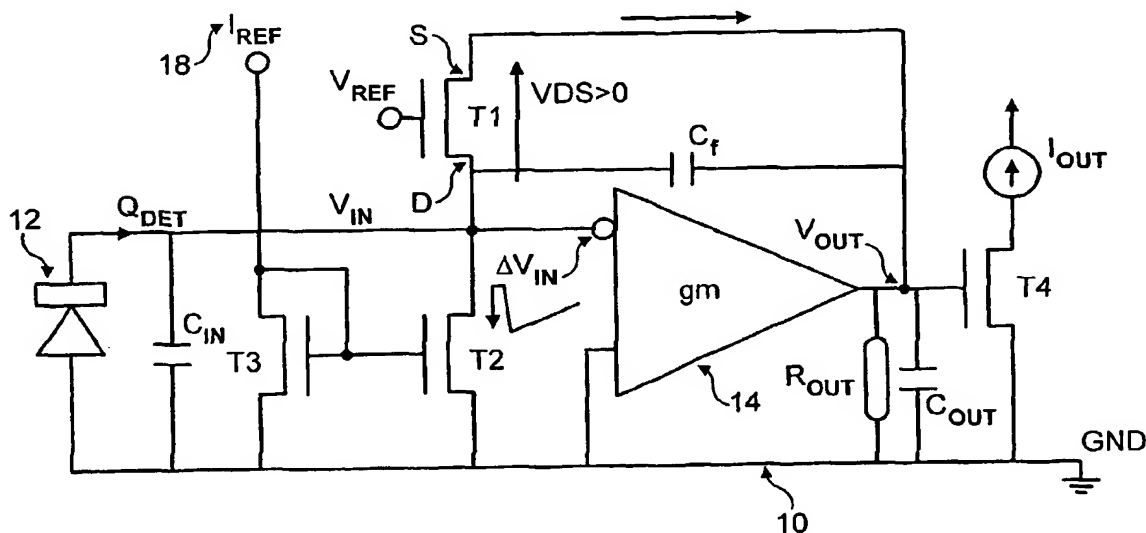 18
I_REF
S
V_REF
T1
VDS>0
C_f
D
I_OUT
12
Q_DET
V_IN
ΔV_IN
gm
V_OUT
T4
C_IN
T3
T2
14
R_OUT
C_OUT
GND
10